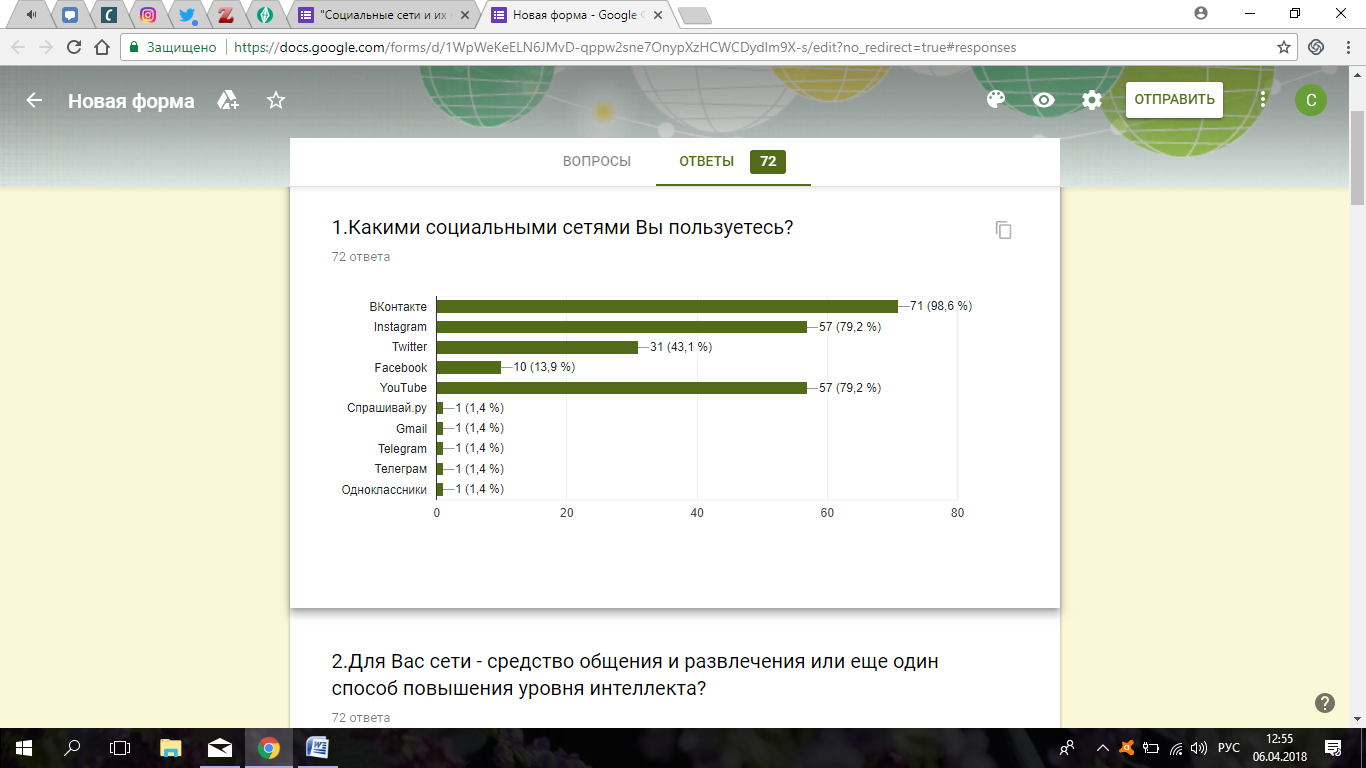 "Социальные сети и их
Новая форма - Google
Защищено
https://docs.google.com/forms/d/1WpWeKeELN6JMvD-qppw2sne7OnypXzHCWCDydlm9X-s/edit?no_redirect=true#responses
Новая форма
ОТПРАВИТЬ
С
ВОПРОСЫ
ОТВЕТЫ 72
1.Какими социальными сетями Вы пользуетесь?
72 ответа
ВКонтакте 71 (98,6 %)
Instagram 57 (79,2 %)
Twitter 31 (43,1 %)
Facebook 10 (13,9 %)
YouTube 57 (79,2 %)
Спрашивай.ру 1 (1,4 %)
Gmail 1 (1,4 %)
Telegram 1 (1,4 %)
Телеграм 1 (1,4 %)
Одноклассники 1 (1,4 %)
0 20 40 60 80
2.Для Вас сети - средство общения и развлечения или еще один
способ повышения уровня интеллекта?
72 ответа
РУС
12:55
06.04.2018